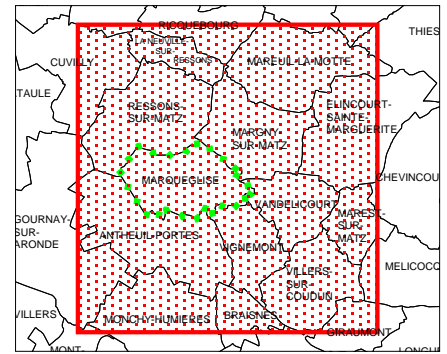 RICQUEBOURG
THIES
LA NEUVILLE
-SUR-
RESSONS
CUVILLY
MAREUIL-LA-MOTTE
ATAULE
RESSONS-
SUR-MATZ
ELINCOURT-
SAINTE-
MARGUERITE
MARGNY-
SUR-MATZ
MARQUEGLISE
CHEVINCOU
VANDELICOURT
GOURNAY-
SUR-
ARONDE
MAREST-
SUR-
MATZ
ANTHEUIL-PORTES
VIGNEMONT
MELICOCQ
VILLERS-
SUR-
COUDUN
VILLERS
MONCHY-HUMIERES
BRAISNES
GIRAUMONT
MONT-
LONGUE